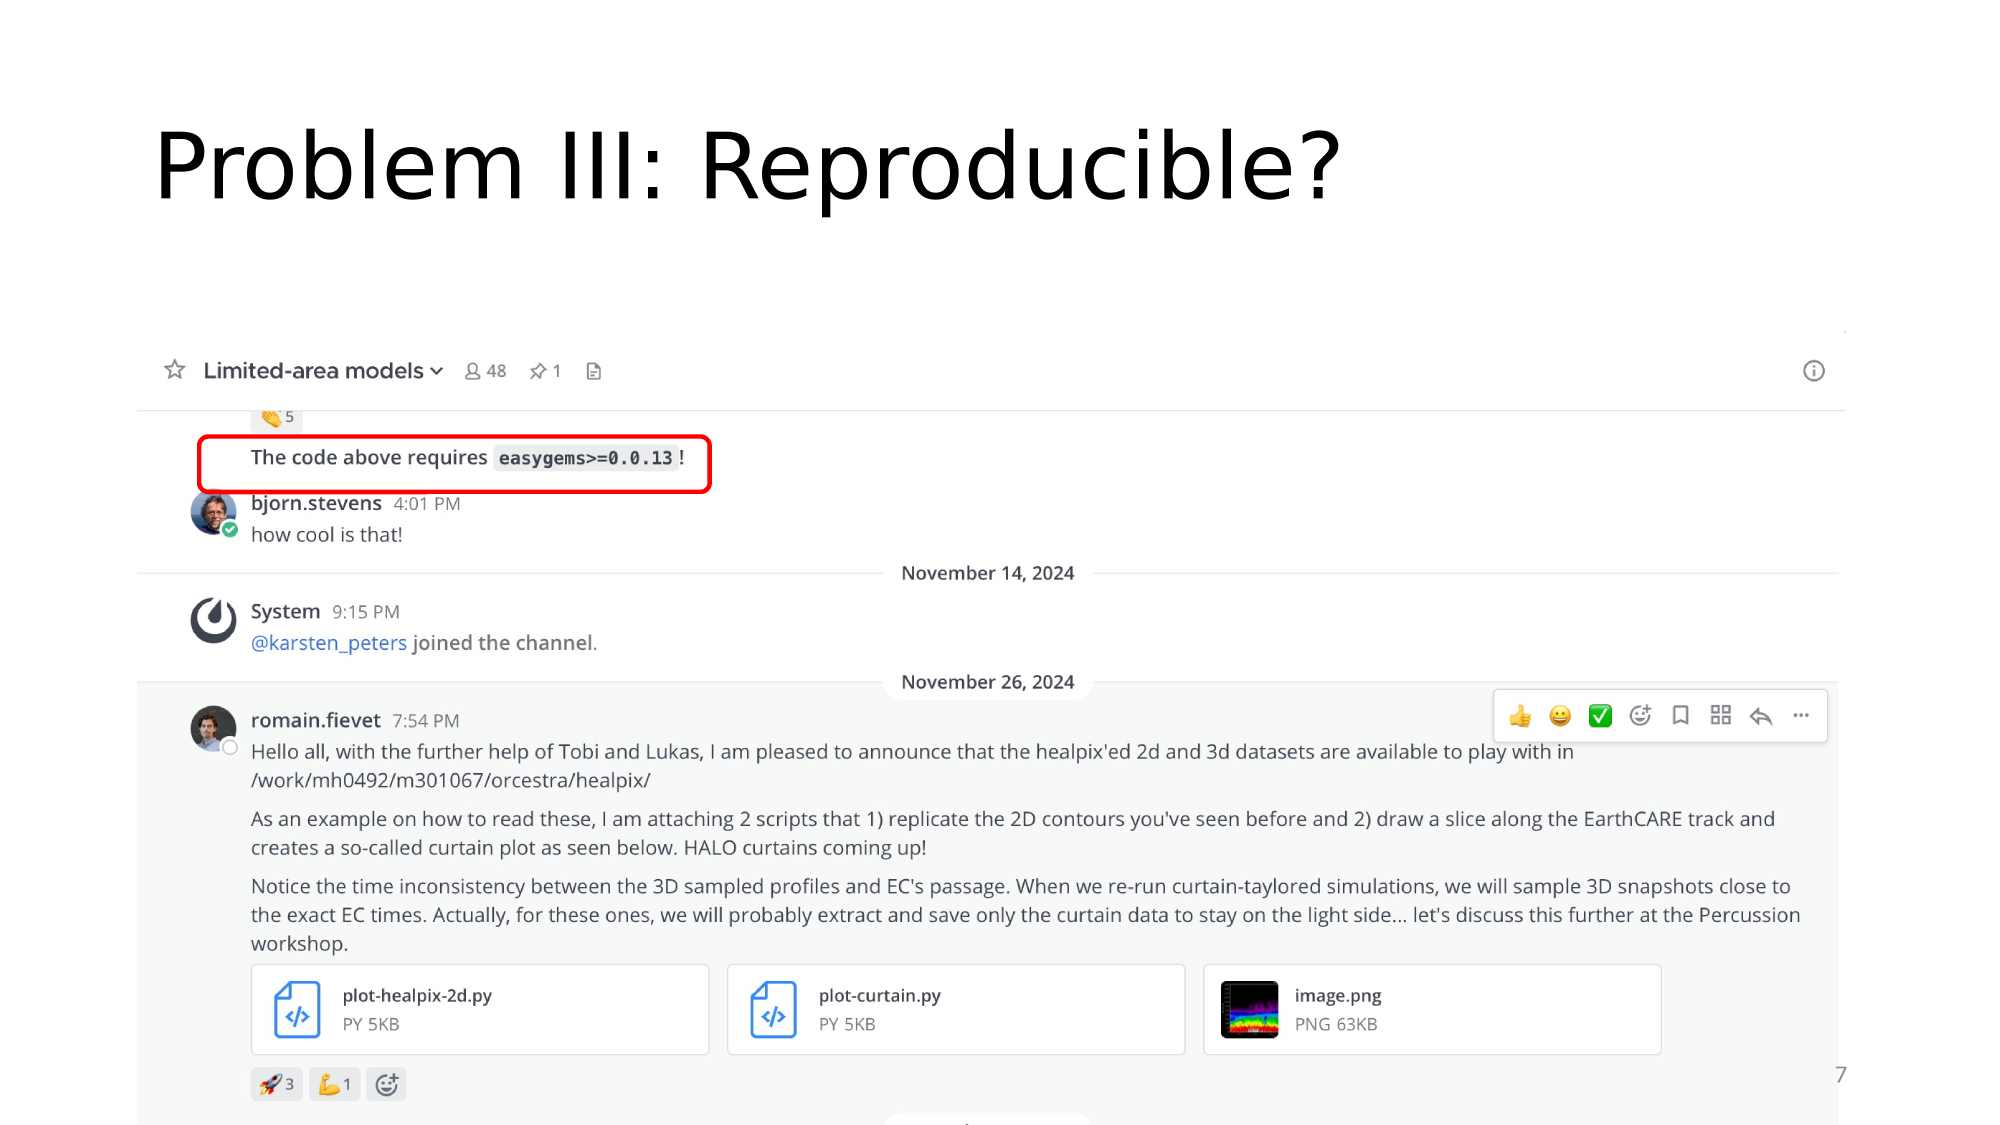 Problem III: Reproducible?
Limited-area models 48 1
5
The code above requires easygems>=0.0.13!
bjorn.stevens 4:01 PM
how cool is that!
November 14, 2024
System 9:15 PM
@karsten_peters joined the channel.
November 26, 2024
romain.fievet 7:54 PM
Hello all, with the further help of Tobi and Lukas, I am pleased to announce that the healpix'ed 2d and 3d datasets are available to play with in
/work/mh0492/m301067/orcestra/healpix/
As an example on how to read these, I am attaching 2 scripts that 1) replicate the 2D contours you've seen before and 2) draw a slice along the EarthCARE track and
creates a so-called curtain plot as seen below. HALO curtains coming up!
Notice the time inconsistency between the 3D sampled profiles and EC's passage. When we re-run curtain-taylored simulations, we will sample 3D snapshots close to
the exact EC times. Actually, for these ones, we will probably extract and save only the curtain data to stay on the light side... let's discuss this further at the Percussion
workshop.
plot-healpix-2d.py
PY 5KB
plot-curtain.py
PY 5KB
image.png
PNG 63KB
3 1
7